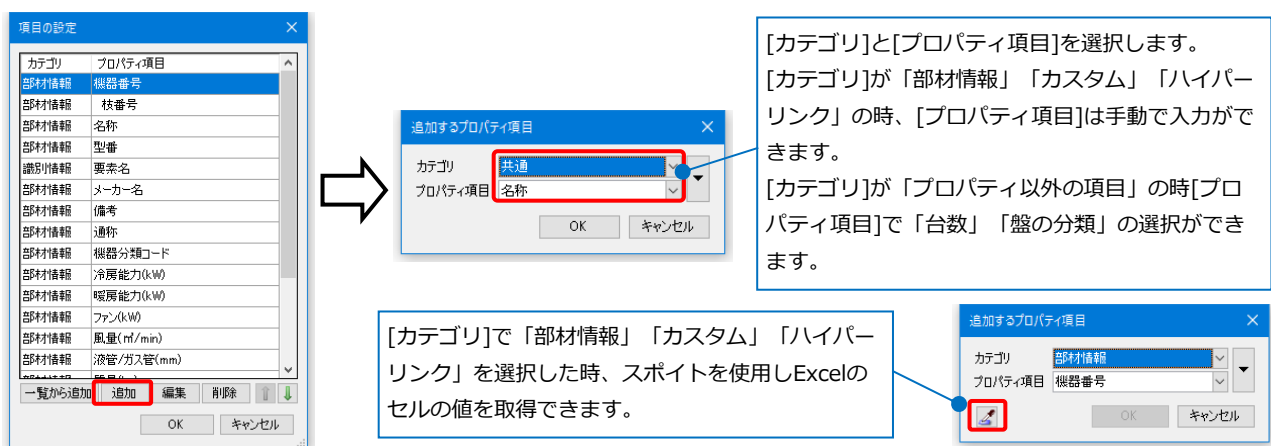 項目の設定
カテゴリ プロパティ項目
部材情報 機器番号
部材情報 枝番号
部材情報 名称
部材情報 型番
識別情報 要素名
部材情報 メーカー名
部材情報 備考
部材情報 通称
部材情報 機器分類コード
部材情報 冷房能力(kW)
部材情報 暖房能力(kW)
部材情報 ファン(kW)
部材情報 風量(㎥/min)
部材情報 液管/ガス管(mm)
一覧から追加 追加 編集 削除
OK キャンセル
追加するプロパティ項目
カテゴリ 共通
プロパティ項目 名称
OK キャンセル
[カテゴリ]と[プロパティ項目]を選択します。
[カテゴリ]が「部材情報」「カスタム」「ハイパー
リンク」の時、[プロパティ項目]は手動で入力がで
きます。
[カテゴリ]が「プロパティ以外の項目」の時[プロ
パティ項目]で「台数」「盤の分類」の選択ができ
ます。
[カテゴリ]で「部材情報」「カスタム」「ハイパー
リンク」を選択した時、スポイトを使用しExcelの
セルの値を取得できます。
追加するプロパティ項目
カテゴリ 部材情報
プロパティ項目 機器番号
OK キャンセル